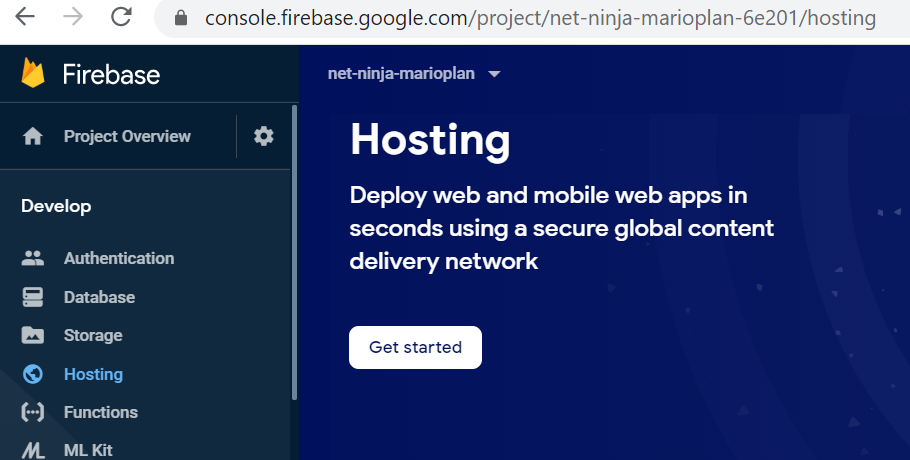 console.firebase.google.com/project/net-ninja-marioplan-6e201/hosting
Firebase
net-ninja-marioplan
Project Overview
Hosting
Deploy web and mobile web apps in
seconds using a secure global content
delivery network
Get started
Develop
Authentication
Database
Storage
Hosting
Functions
ML Kit